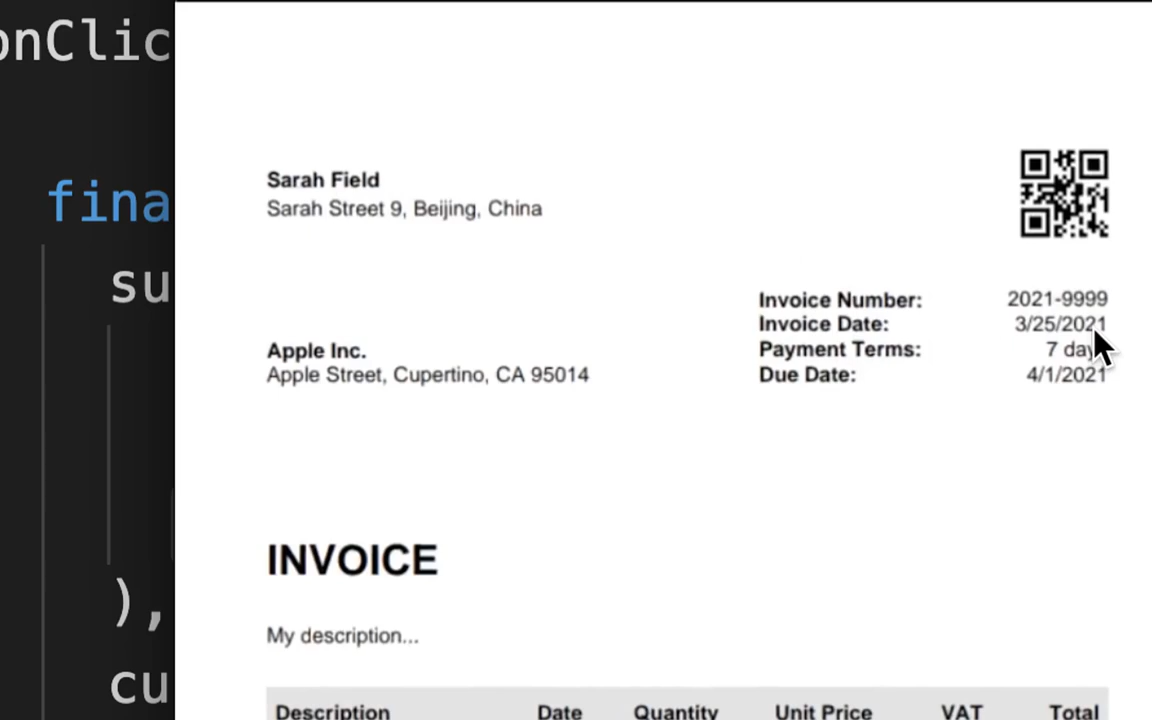 onClic
fina
su
),
cu
Sarah Field
Sarah Street 9, Beijing, China
Invoice Number: 2021-9999
Invoice Date: 3/25/2021
Payment Terms: 7 day
Due Date: 4/1/2021
Apple Inc.
Apple Street, Cupertino, CA 95014
INVOICE
My description...
Description Date Quantity Unit Price VAT Total